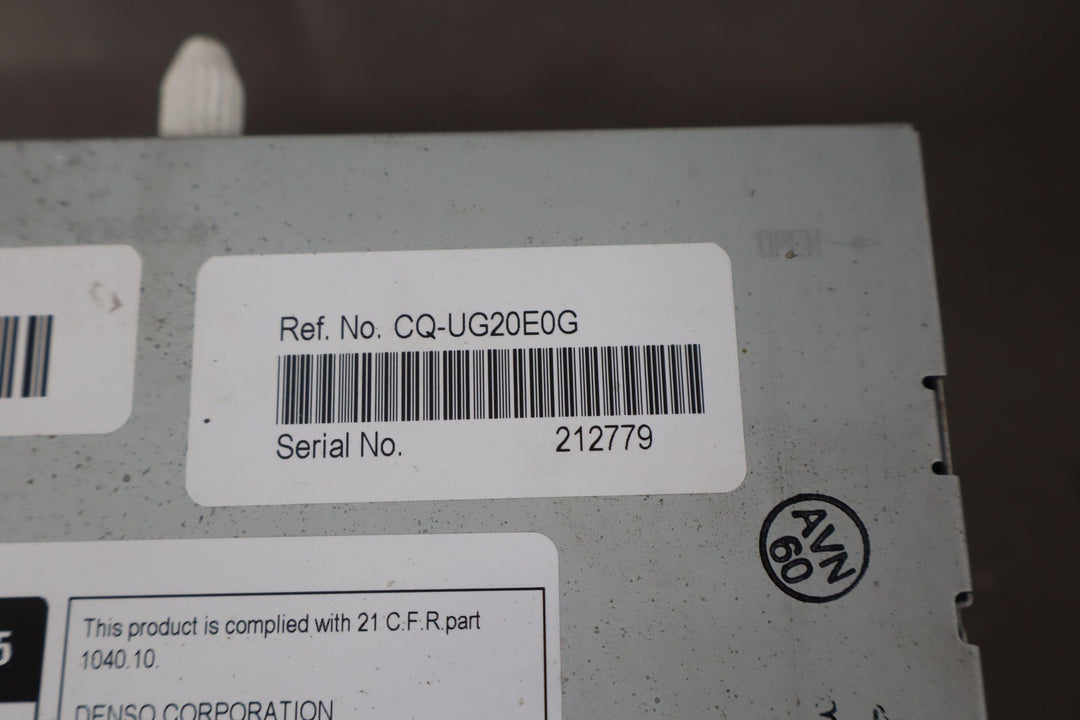 OPEN
Ref. No. CQ-UG20E0G
Serial No. 212779
AVN
60
5
This product is complied with 21 C.F.R.part
1040.10.
DENSO CORPORATION